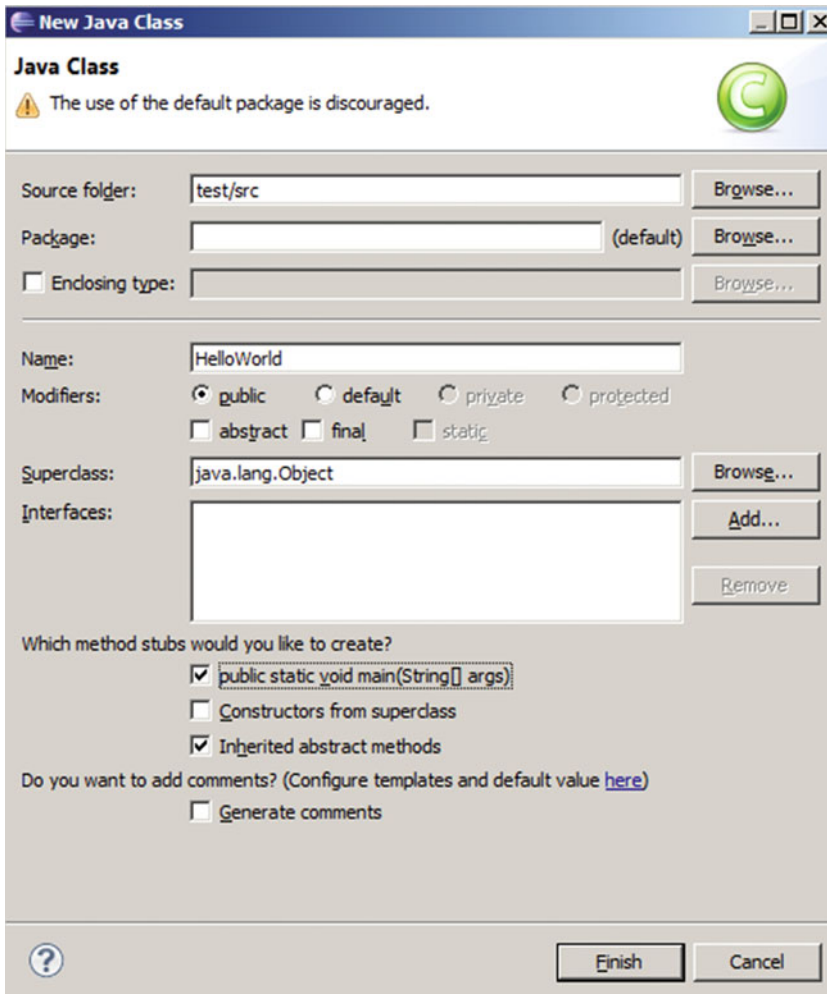 New Java Class
Java Class
The use of the default package is discouraged.
C
Source folder: test/src Browse...
Package: (default) Browse...
Enclosing type: Browse...
Name: HelloWorld
Modifiers: public default private protected
abstract final static
Superclass: java.lang.Object Browse...
Interfaces: Add...
Remove
Which method stubs would you like to create?
public static void main(String[] args)
Constructors from superclass
Inherited abstract methods
Do you want to add comments? (Configure templates and default value here)
Generate comments
? Finish Cancel